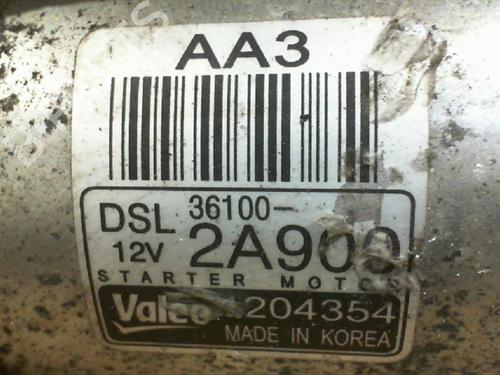 AA3
DSL 36100-
12V 2A900
STARTER MOTOR
Valeo 204354
MADE IN KOREA